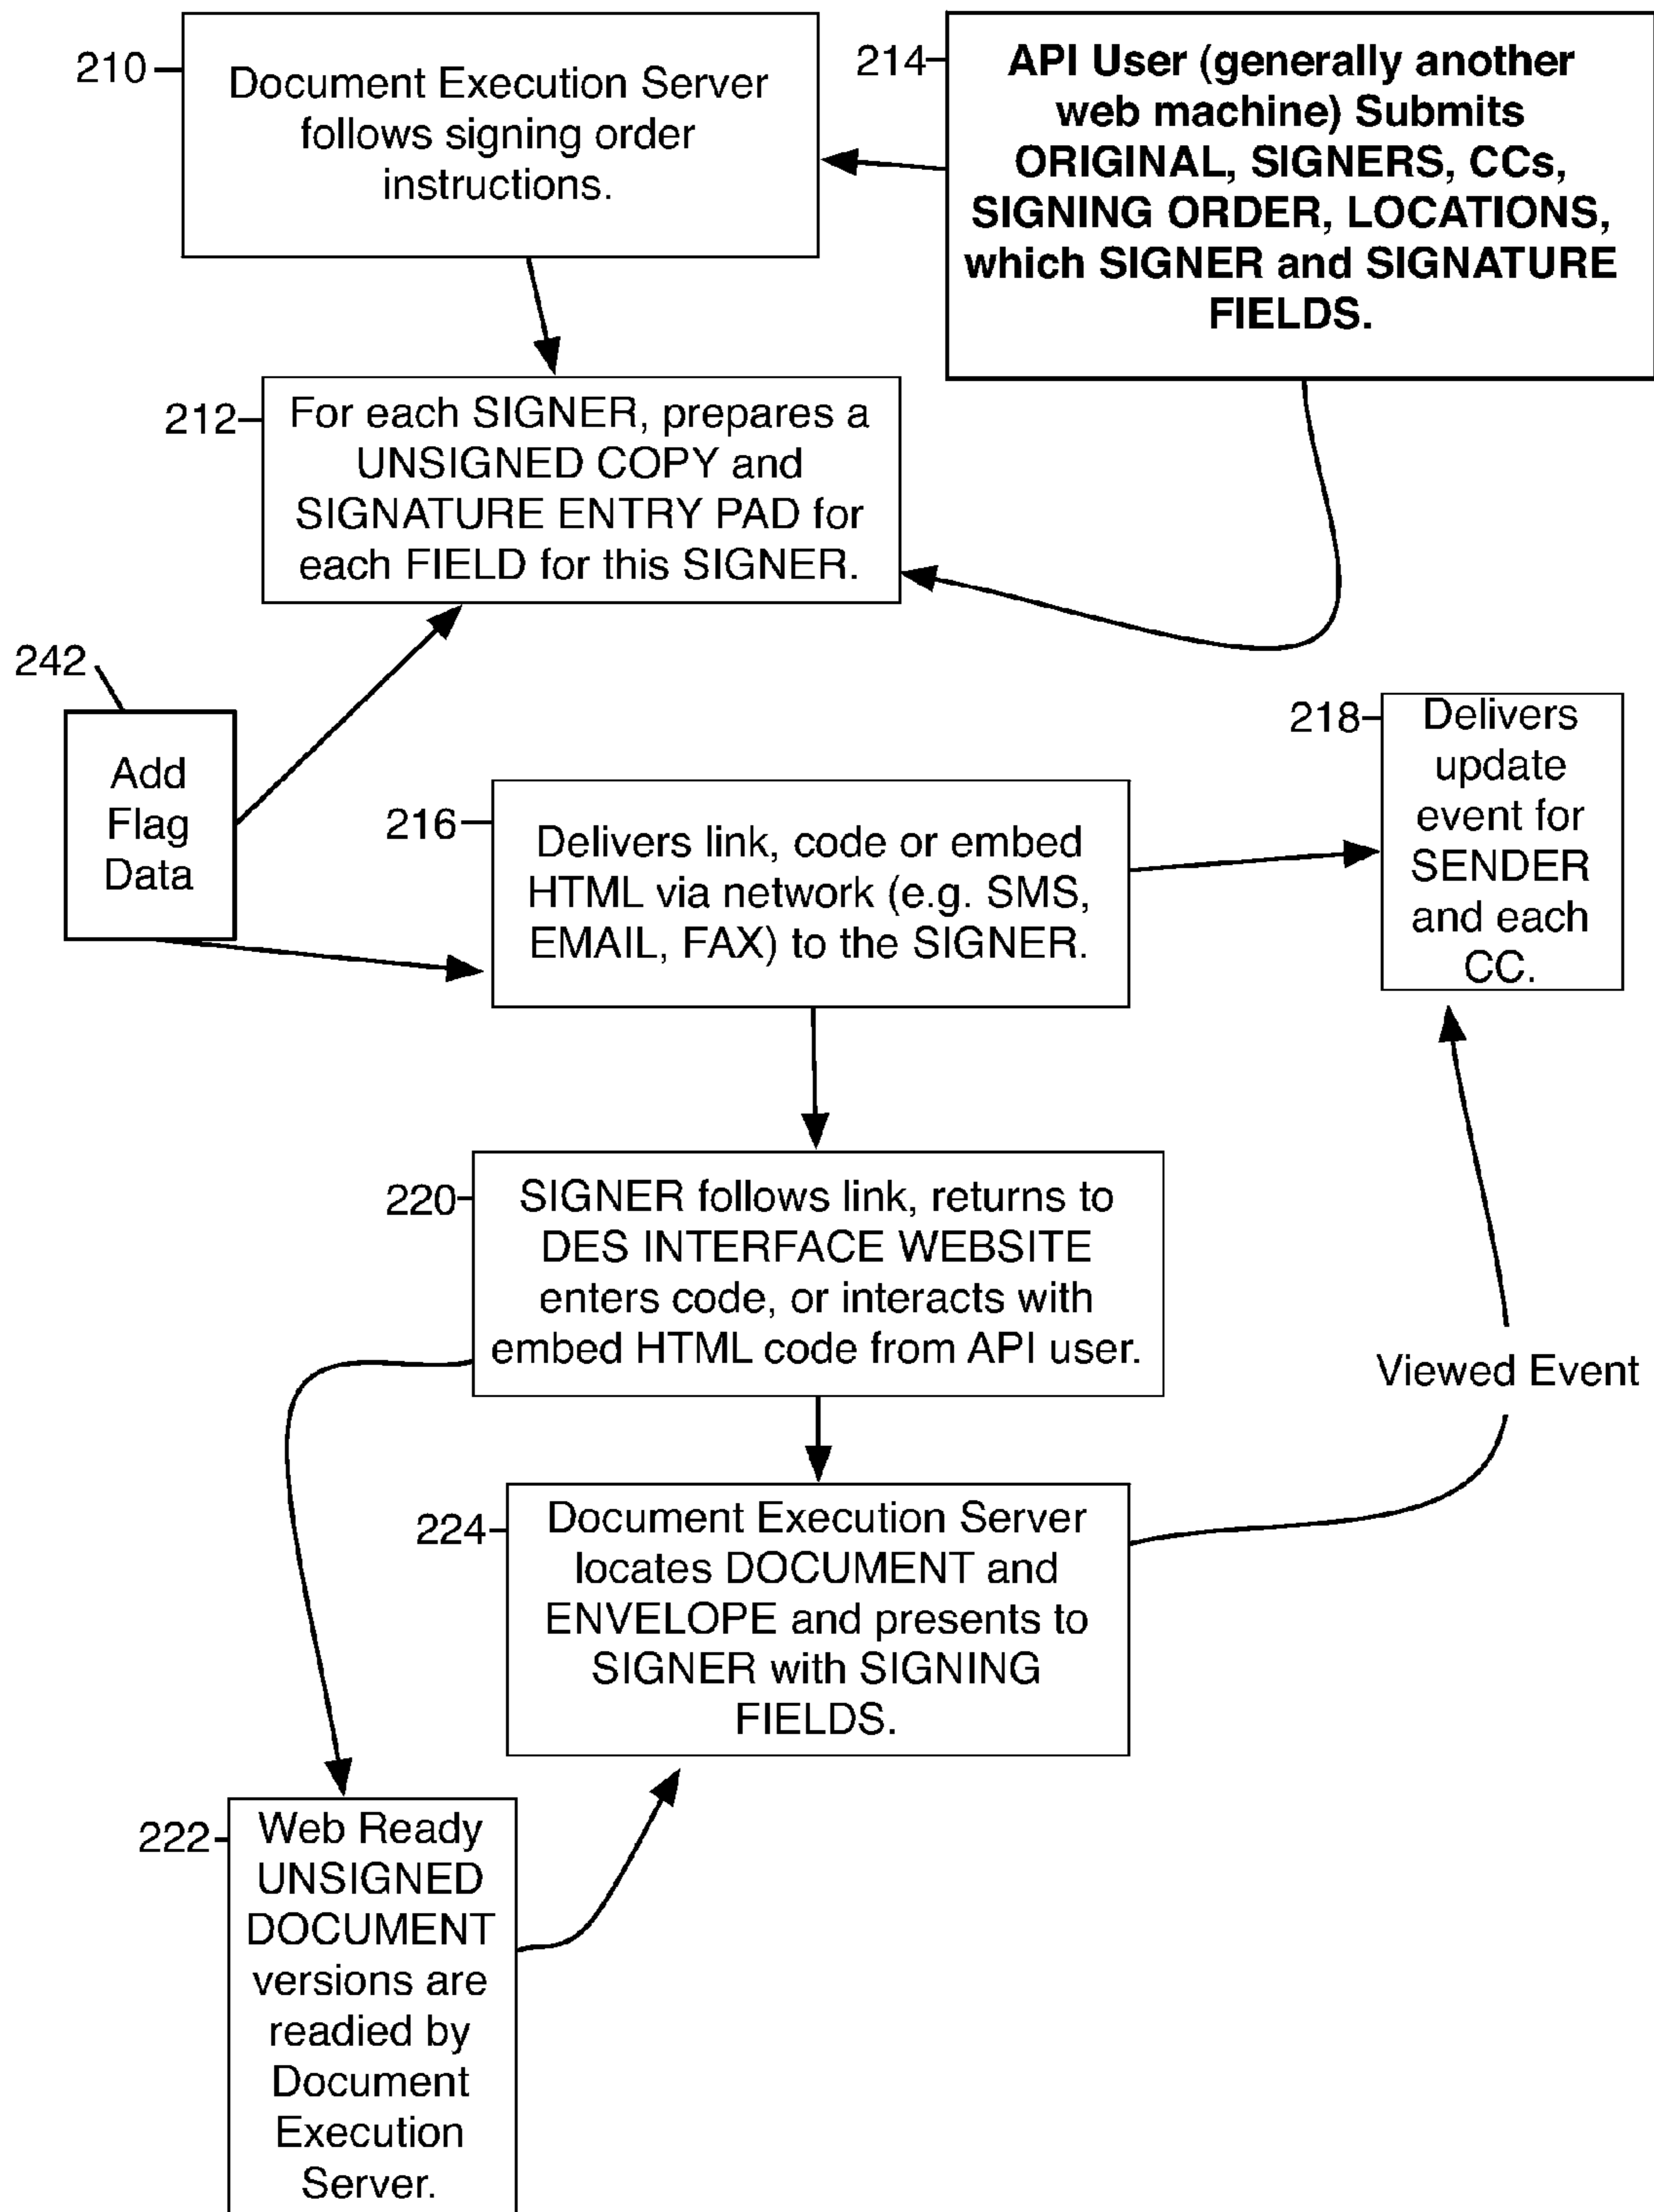 210
Document Execution Server
follows signing order
instructions.
214
API User (generally another
web machine) Submits
ORIGINAL, SIGNERS, CCs,
SIGNING ORDER, LOCATIONS,
which SIGNER and SIGNATURE
FIELDS.
212
For each SIGNER, prepares a
UNSIGNED COPY and
SIGNATURE ENTRY PAD for
each FIELD for this SIGNER.
242
Add
Flag
Data
216
Delivers link, code or embed
HTML via network (e.g. SMS,
EMAIL, FAX) to the SIGNER.
218
Delivers
update
event for
SENDER
and each
CC.
220
SIGNER follows link, returns to
DES INTERFACE WEBSITE
enters code, or interacts with
embed HTML code from API user.
Viewed Event
224
Document Execution Server
locates DOCUMENT and
ENVELOPE and presents to
SIGNER with SIGNING
FIELDS.
222
Web Ready
UNSIGNED
DOCUMENT
versions are
readied by
Document
Execution
Server.